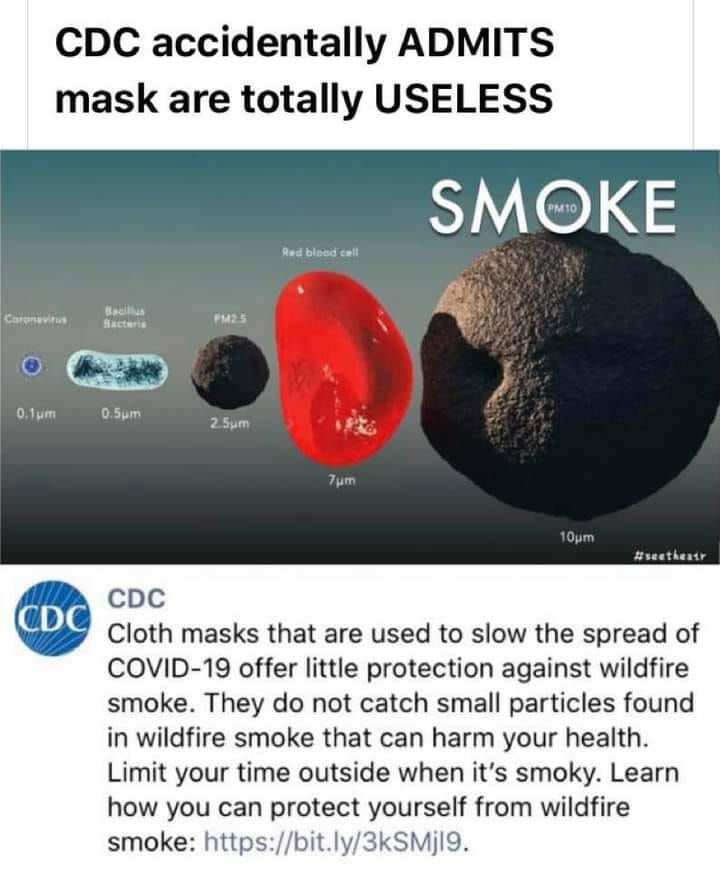 CDC accidentally ADMITS
mask are totally USELESS
SMOKE
PM10
Red blood cell
Coronavirus
Bacillus
Bacteria
PM2.5
0.1μm
0.5μm
2.5μm
7μm
10μm
#seetheair
CDC
CDC
Cloth masks that are used to slow the spread of
COVID-19 offer little protection against wildfire
smoke. They do not catch small particles found
in wildfire smoke that can harm your health.
Limit your time outside when it's smoky. Learn
how you can protect yourself from wildfire
smoke: https://bit.ly/3kSMjl9.